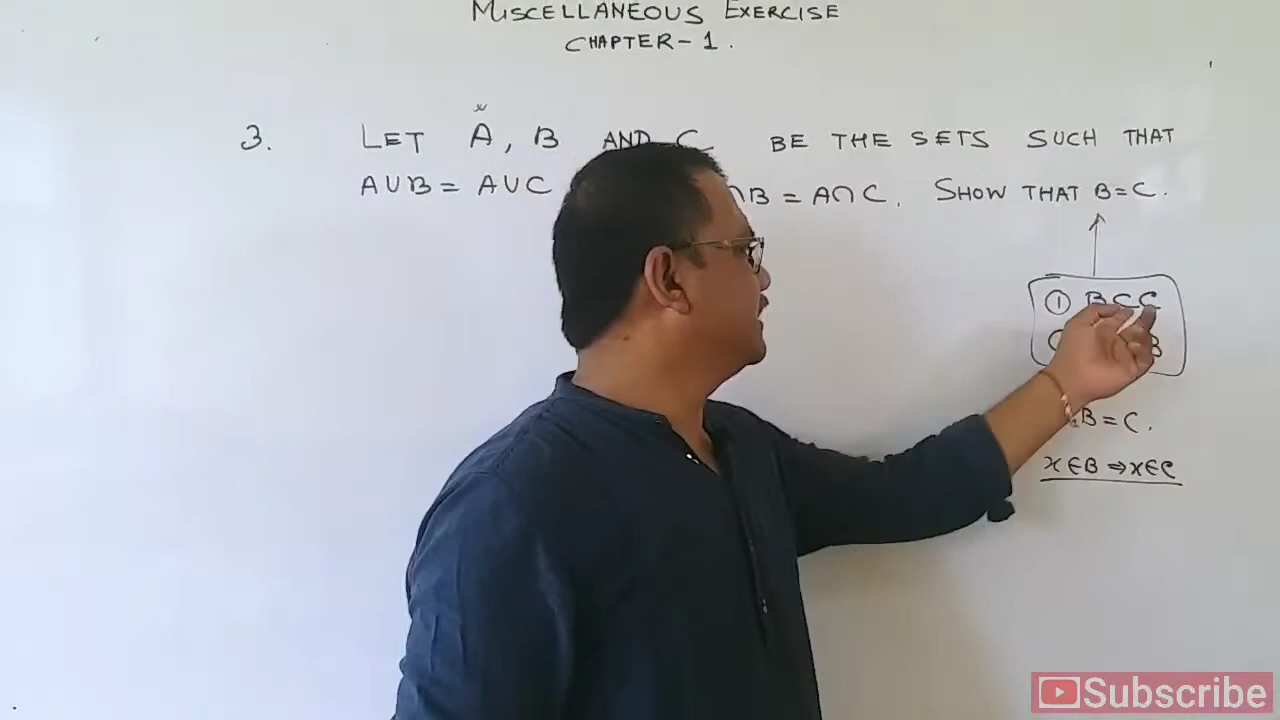 MISCELLANEOUS EXERCISE
CHAPTER-1.
3. LET A, B AND C BE THE SETS SUCH THAT
A∪B = A∪C ∩B = A∩C. SHOW THAT B=C.
① B⊂C
B
B=C.
x∈B ⇒ x∈C
Subscribe